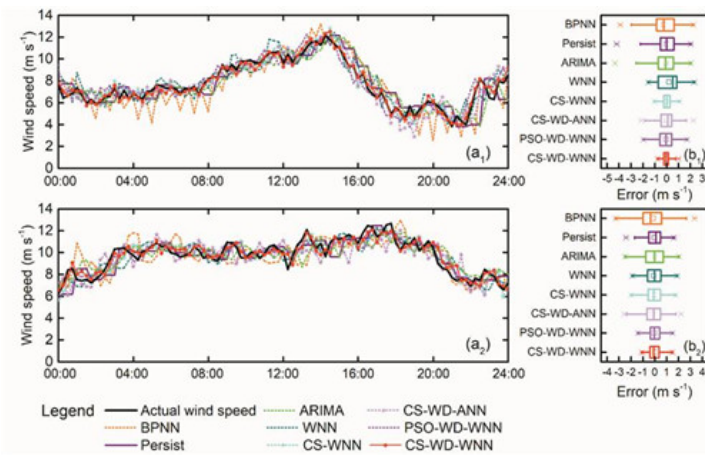 14
12
10
8
6
4
2
0
Wind speed (m s⁻¹)
(a₁)
00:00 04:00 08:00 12:00 16:00 20:00 24:00
BPNN
Persist
ARIMA
WNN
CS-WNN
CS-WD-ANN
PSO-WD-WNN
CS-WD-WNN
(b₁)
-5 -4 -3 -2 -1 0 1 2 3
Error (m s⁻¹)
14
12
10
8
6
4
2
0
Wind speed (m s⁻¹)
(a₂)
00:00 04:00 08:00 12:00 16:00 20:00 24:00
BPNN
Persist
ARIMA
WNN
CS-WNN
CS-WD-ANN
PSO-WD-WNN
CS-WD-WNN
(b₂)
-4 -3 -2 -1 0 1 2 3 4
Error (m s⁻¹)
Legend
Actual wind speed ARIMA CS-WD-ANN
BPNN WNN PSO-WD-WNN
Persist CS-WNN CS-WD-WNN